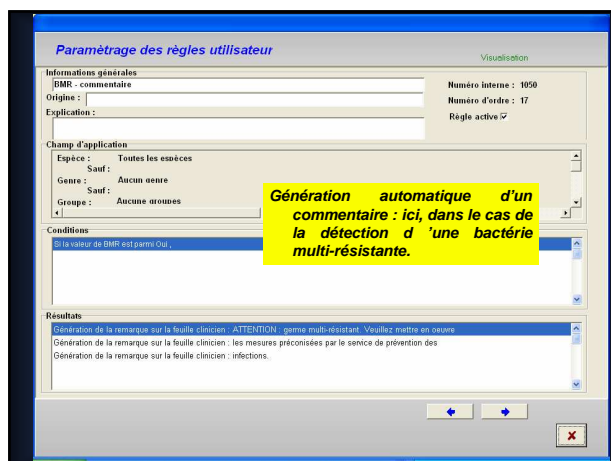 Paramètrage des règles utilisateur
Visualisation
Informations générales
BMR - commentaire
Numéro interne : 1050
Origine :
Numéro d'ordre : 17
Explication :
Règle active
Champ d'application
Espèce : Toutes les espèces
Sauf :
Genre : Aucun genre
Sauf :
Groupe : Aucune groupes
Génération automatique d'un
commentaire : ici, dans le cas de
la détection d 'une bactérie
multi-résistante.
Conditions
Si la valeur de BMR est parmi Oui ,
Résultats
Génération de la remarque sur la feuille clinicien : ATTENTION : germe multi-résistant. Veuillez mettre en oeuvre
Génération de la remarque sur la feuille clinicien : les mesures préconisées par le service de prévention des
Génération de la remarque sur la feuille clinicien : infections.